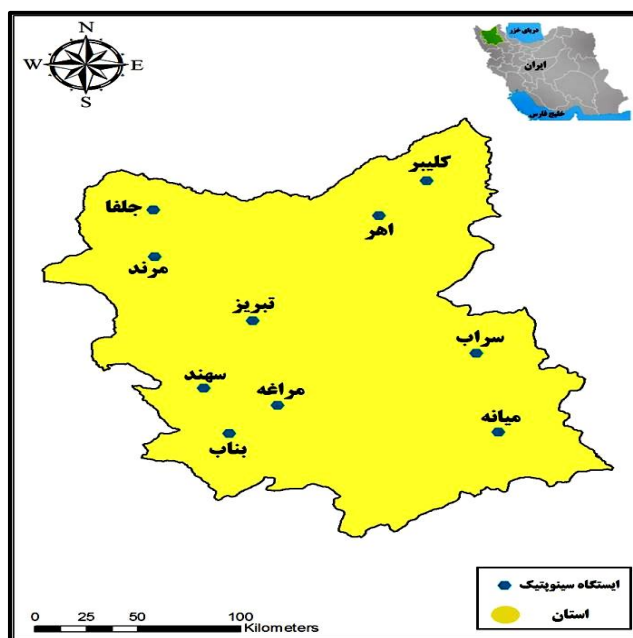 N
W
E
S
دریای خزر
ایران
خلیج فارس
کلیبر
جلفا
اهر
مرند
تبریز
سراب
سهند
مراغه
میانه
بناب
ایستگاه سینوپتیک
استان
0 25 50 100
Kilometers